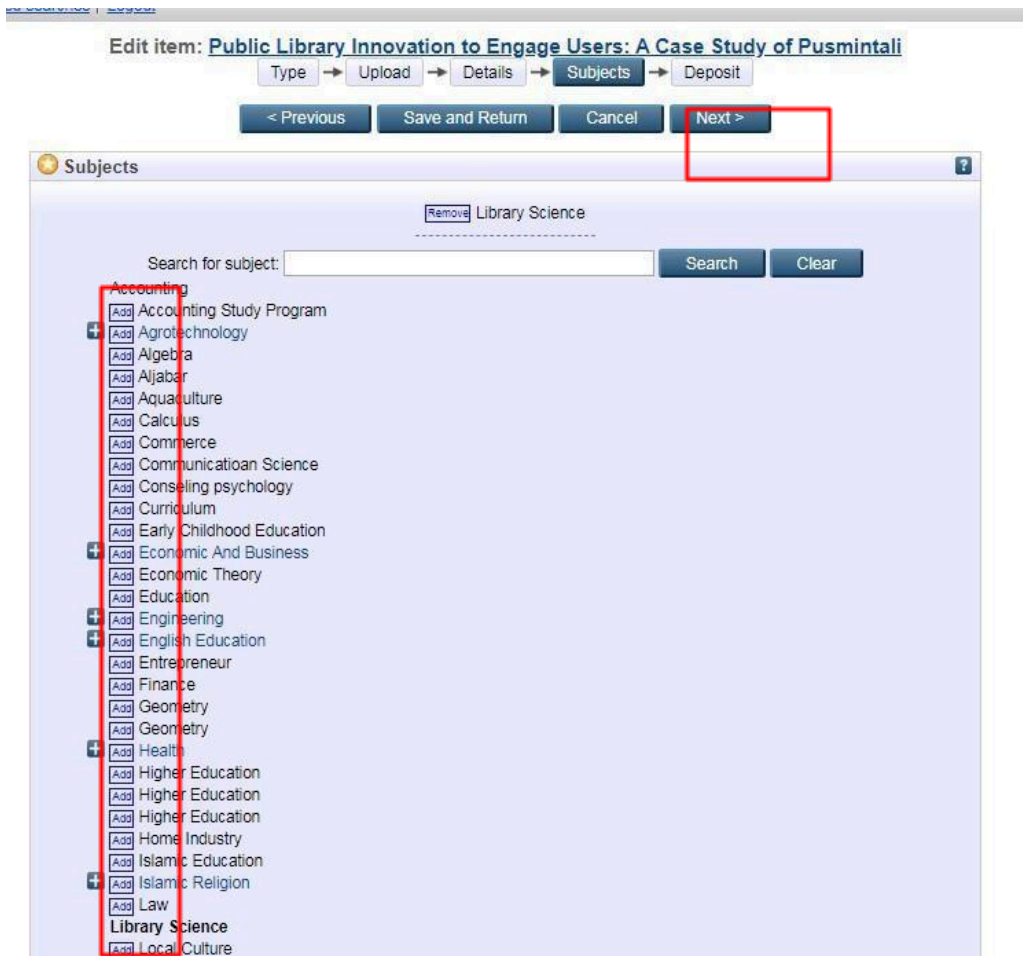 Edit item: Public Library Innovation to Engage Users: A Case Study of Pusmintali
Type Upload Details Subjects Deposit
< Previous Save and Return Cancel Next >
Subjects ?
Remove Library Science
Search for subject: Search Clear
Accounting
Add Accounting Study Program
+ Add Agrotechnology
Add Algebra
Add Aljabar
Add Aquaculture
Add Calculus
Add Commerce
Add Communicatioan Science
Add Conseling psychology
Add Curriculum
Add Early Childhood Education
+ Add Economic And Business
Add Economic Theory
Add Education
+ Add Engineering
+ Add English Education
Add Entrepreneur
Add Finance
Add Geometry
Add Geometry
+ Add Health
Add Higher Education
Add Higher Education
Add Higher Education
Add Home Industry
Add Islamic Education
+ Add Islamic Religion
Add Law
Library Science
Add Local Culture